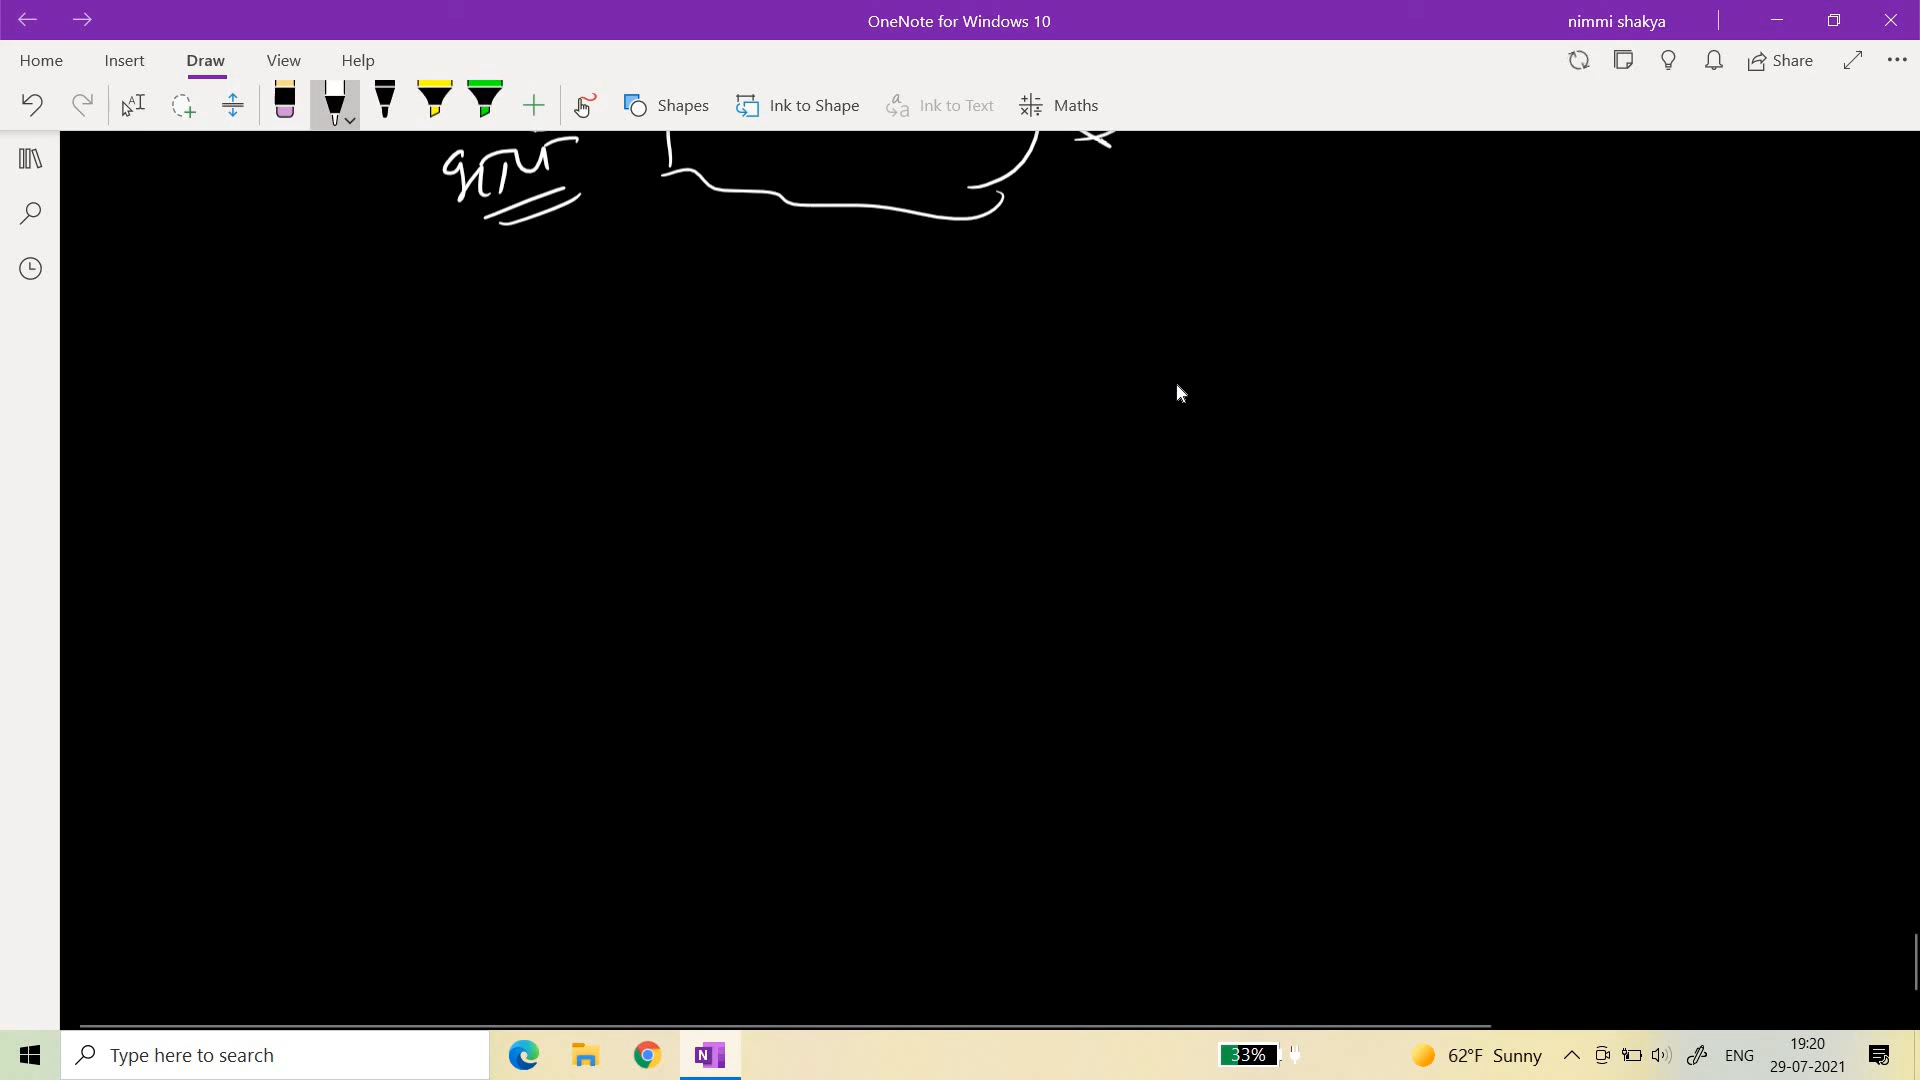 OneNote for Windows 10
nimmi shakya
Home Insert Draw View Help
Share
Shapes
Ink to Shape
Ink to Text
Maths
Type here to search
N
33%
62°F Sunny
ENG
19:20
29-07-2021